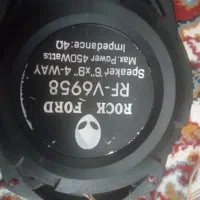 ROCK FORD
RF-V6958
Speaker 6"x9" 4-WAY
Max.Power 450Watts
Impedance:4Ω